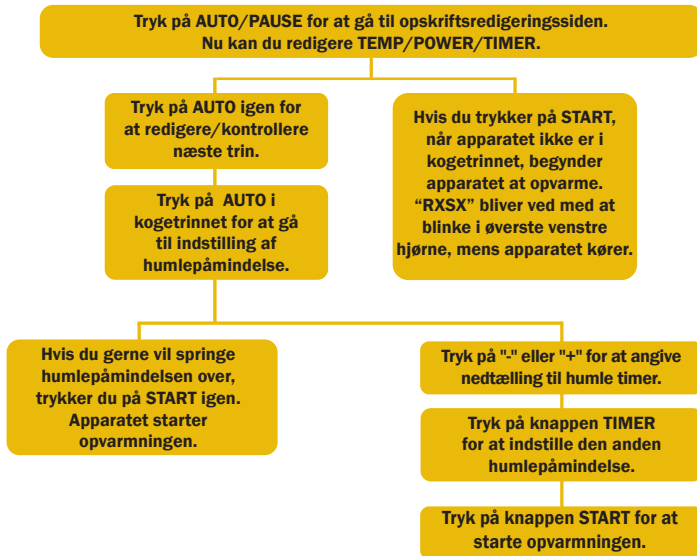 Tryk på AUTO/PAUSE for at gå til opskriftsredigeringssiden.
Nu kan du redigere TEMP/POWER/TIMER.
Tryk på AUTO igen for
at redigere/kontrollere
næste trin.
Hvis du trykker på START,
når apparatet ikke er i
kogetrinnet, begynder
apparatet at opvarme.
“RXSX” bliver ved med at
blinke i øverste venstre
hjørne, mens apparatet kører.
Tryk på AUTO i
kogetrinnet for at gå
til indstilling af
humlepåmindelse.
Hvis du gerne vil springe
humlepåmindelsen over,
trykker du på START igen.
Apparatet starter
opvarmningen.
Tryk på "-" eller "+" for at angive
nedtælling til humle timer.
Tryk på knappen TIMER
for at indstille den anden
humlepåmindelse.
Tryk på knappen START for at
starte opvarmningen.